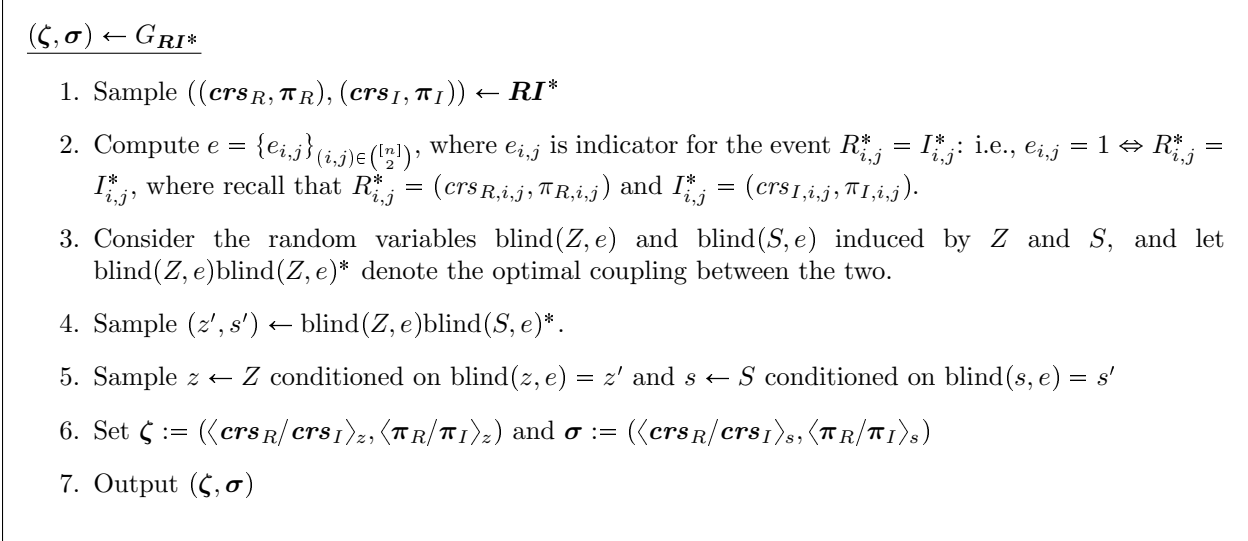 (ζ, σ) ← G_{RI*}
1. Sample ((crs_R, π_R), (crs_I, π_I)) ← RI*
2. Compute e = {e_{i,j}}_{(i,j)∈\binom{[n]}{2}}, where e_{i,j} is indicator for the event R*_{i,j} = I*_{i,j}: i.e., e_{i,j} = 1 ⇔ R*_{i,j} =
I*_{i,j}, where recall that R*_{i,j} = (crs_{R,i,j}, π_{R,i,j}) and I*_{i,j} = (crs_{I,i,j}, π_{I,i,j}).
3. Consider the random variables blind(Z, e) and blind(S, e) induced by Z and S, and let
blind(Z, e)blind(Z, e)* denote the optimal coupling between the two.
4. Sample (z′, s′) ← blind(Z, e)blind(S, e)*.
5. Sample z ← Z conditioned on blind(z, e) = z′ and s ← S conditioned on blind(s, e) = s′
6. Set ζ := (⟨crs_R/crs_I⟩_z, ⟨π_R/π_I⟩_z) and σ := (⟨crs_R/crs_I⟩_s, ⟨π_R/π_I⟩_s)
7. Output (ζ, σ)